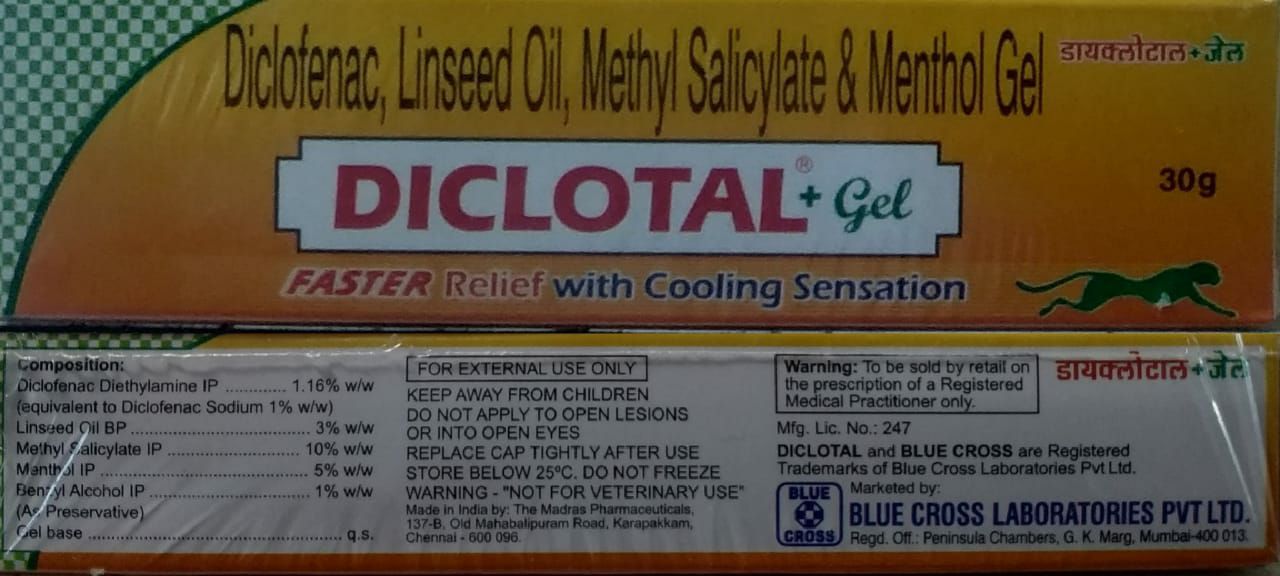 Diclofenac, Linseed Oil, Methyl Salicylate & Menthol Gel
डायक्लोटाल+जेल
DICLOTAL®+ Gel
30g
FASTER Relief with Cooling Sensation
Composition:
Diclofenac Diethylamine IP ............ 1.16% w/w
(equivalent to Diclofenac Sodium 1% w/w)
Linseed Oil BP .................................. 3% w/w
Methyl Salicylate IP ........................ 10% w/w
Menthol IP ....................................... 5% w/w
Benzyl Alcohol IP ............................. 1% w/w
(As Preservative)
Gel base ............................................ q.s.
FOR EXTERNAL USE ONLY
KEEP AWAY FROM CHILDREN
DO NOT APPLY TO OPEN LESIONS
OR INTO OPEN EYES
REPLACE CAP TIGHTLY AFTER USE
STORE BELOW 25ºC. DO NOT FREEZE
WARNING - "NOT FOR VETERINARY USE"
Made in India by: The Madras Pharmaceuticals,
137-B, Old Mahabalipuram Road, Karapakkam,
Chennai - 600 096.
Warning: To be sold by retail on
the prescription of a Registered
Medical Practitioner only.
डायक्लोटाल+जेल
Mfg. Lic. No.: 247
DICLOTAL and BLUE CROSS are Registered
Trademarks of Blue Cross Laboratories Pvt Ltd.
BLUE
CROSS
Marketed by:
BLUE CROSS LABORATORIES PVT LTD.
Regd. Off.: Peninsula Chambers, G. K. Marg, Mumbai-400 013.